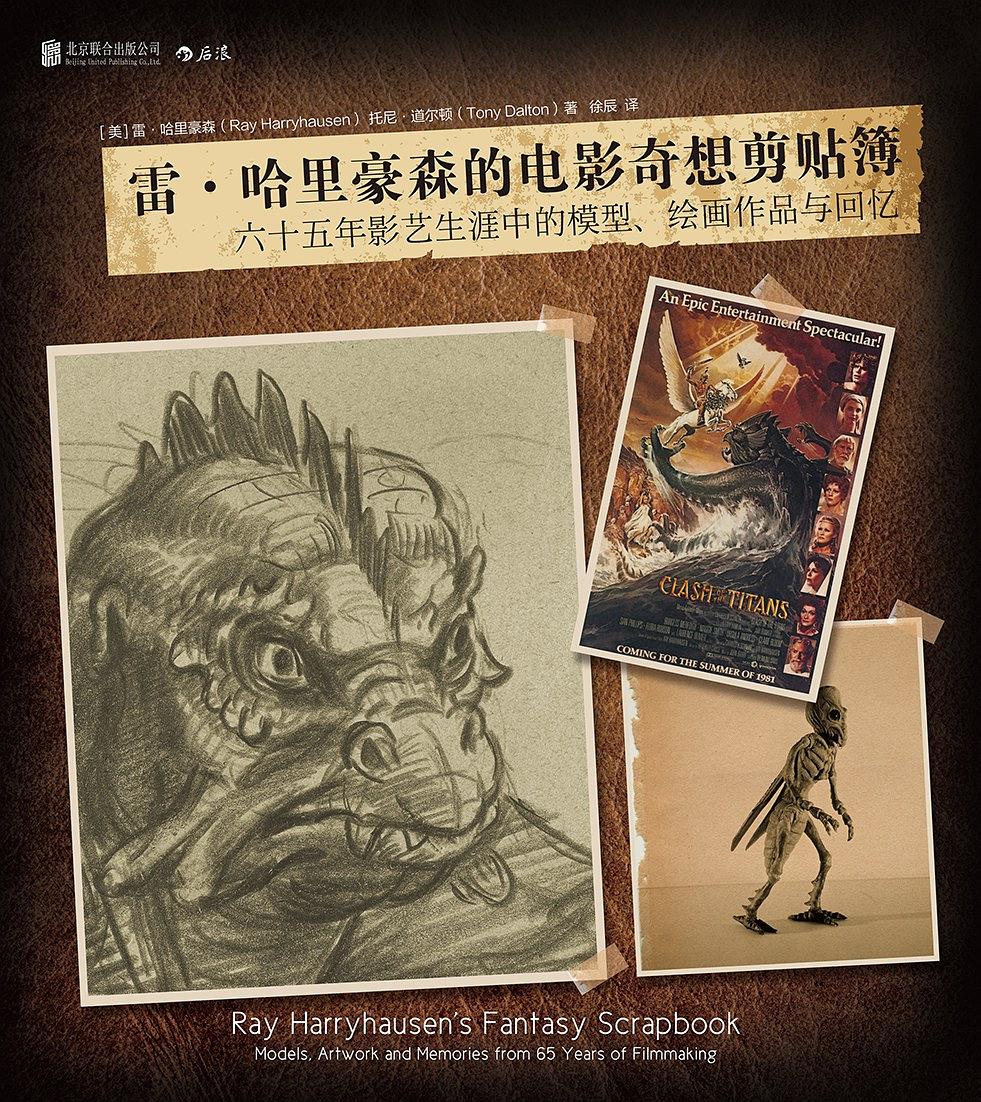 北京联合出版公司
Beijing United Publishing Co.,Ltd.
后浪
[美]雷·哈里豪森（Ray Harryhausen）托尼·道尔顿（Tony Dalton）著 徐辰 译
雷·哈里豪森的电影奇想剪贴簿
六十五年影艺生涯中的模型、绘画作品与回忆
An Epic Entertainment Spectacular!
CLASH OF THE TITANS
COMING FOR THE SUMMER OF 1981
Ray Harryhausen's Fantasy Scrapbook
Models, Artwork and Memories from 65 Years of Filmmaking